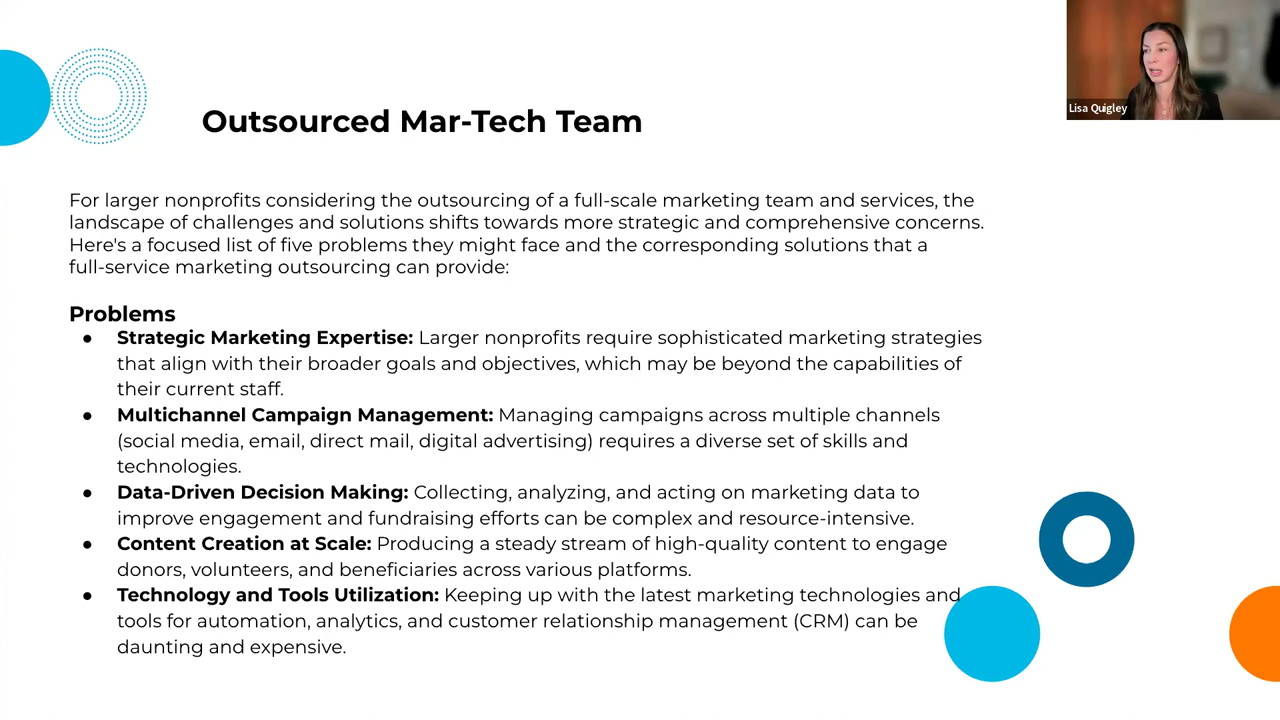 Lisa Quigley
Outsourced Mar-Tech Team
For larger nonprofits considering the outsourcing of a full-scale marketing team and services, the
landscape of challenges and solutions shifts towards more strategic and comprehensive concerns.
Here's a focused list of five problems they might face and the corresponding solutions that a
full-service marketing outsourcing can provide:
Problems
● Strategic Marketing Expertise: Larger nonprofits require sophisticated marketing strategies
that align with their broader goals and objectives, which may be beyond the capabilities of
their current staff.
● Multichannel Campaign Management: Managing campaigns across multiple channels
(social media, email, direct mail, digital advertising) requires a diverse set of skills and
technologies.
● Data-Driven Decision Making: Collecting, analyzing, and acting on marketing data to
improve engagement and fundraising efforts can be complex and resource-intensive.
● Content Creation at Scale: Producing a steady stream of high-quality content to engage
donors, volunteers, and beneficiaries across various platforms.
● Technology and Tools Utilization: Keeping up with the latest marketing technologies and
tools for automation, analytics, and customer relationship management (CRM) can be
daunting and expensive.